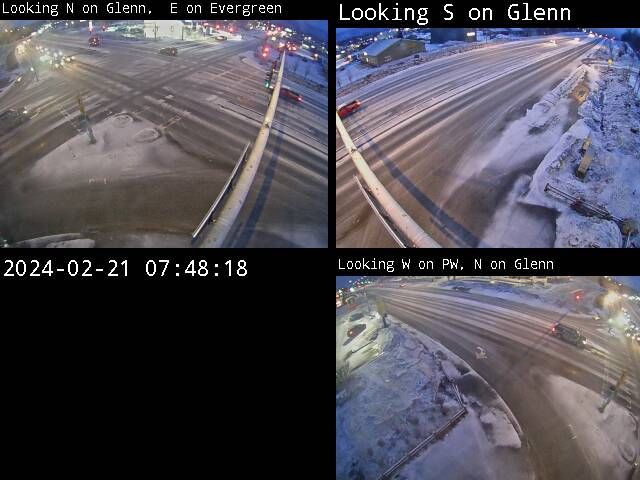 Looking N on Glenn,  E on Evergreen
Looking S on Glenn
2024-02-21 07:48:18
Looking W on PW, N on Glenn